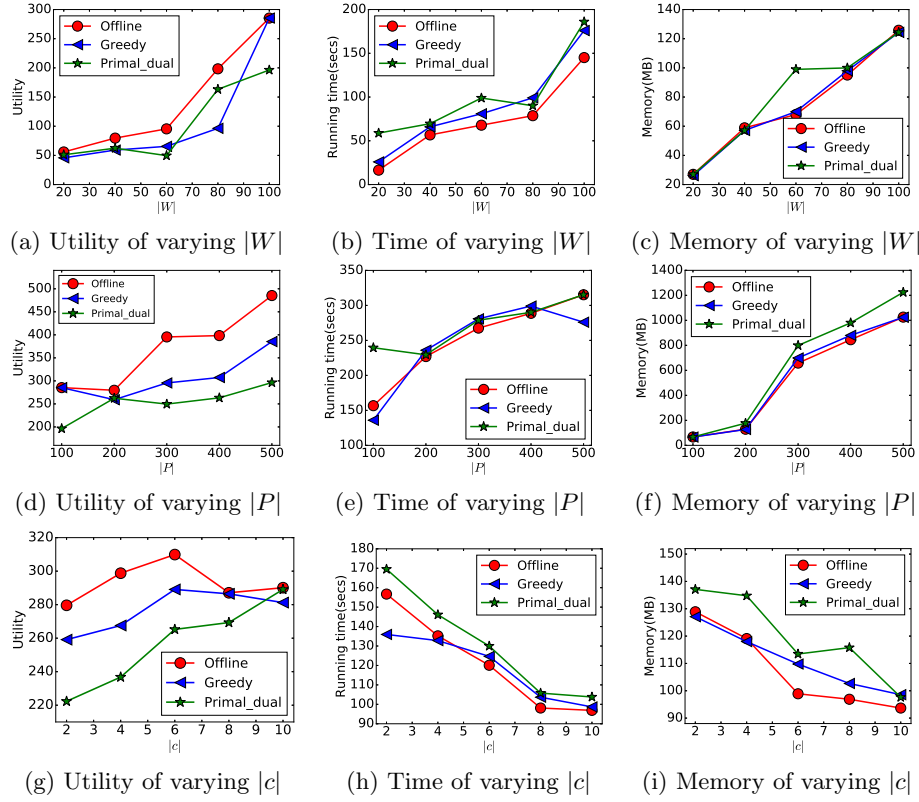 300
250
200
150
100
50
0
Utility
Offline
Greedy
Primal_dual
20 30 40 50 60 70 80 90 100
|W|
(a) Utility of varying |W|
200
150
100
50
0
Running time(secs)
Offline
Greedy
Primal_dual
20 30 40 50 60 70 80 90 100
|W|
(b) Time of varying |W|
140
120
100
80
60
40
20
Memory(MB)
Offline
Greedy
Primal_dual
20 30 40 50 60 70 80 90 100
|W|
(c) Memory of varying |W|
500
450
400
350
300
250
200
Utility
Offline
Greedy
Primal_dual
100 200 300 400 500
|P|
(d) Utility of varying |P|
350
300
250
200
150
100
Running time(secs)
Offline
Greedy
Primal_dual
100 200 300 400 500
|P|
(e) Time of varying |P|
1400
1200
1000
800
600
400
200
0
Memory(MB)
Offline
Greedy
Primal_dual
100 200 300 400 500
|P|
(f) Memory of varying |P|
320
300
280
260
240
220
Utility
Offline
Greedy
Primal_dual
2 3 4 5 6 7 8 9 10
|c|
(g) Utility of varying |c|
180
170
160
150
140
130
120
110
100
90
Running time(secs)
Offline
Greedy
Primal_dual
2 3 4 5 6 7 8 9 10
|c|
(h) Time of varying |c|
150
140
130
120
110
100
90
Memory(MB)
Offline
Greedy
Primal_dual
2 3 4 5 6 7 8 9 10
|c|
(i) Memory of varying |c|